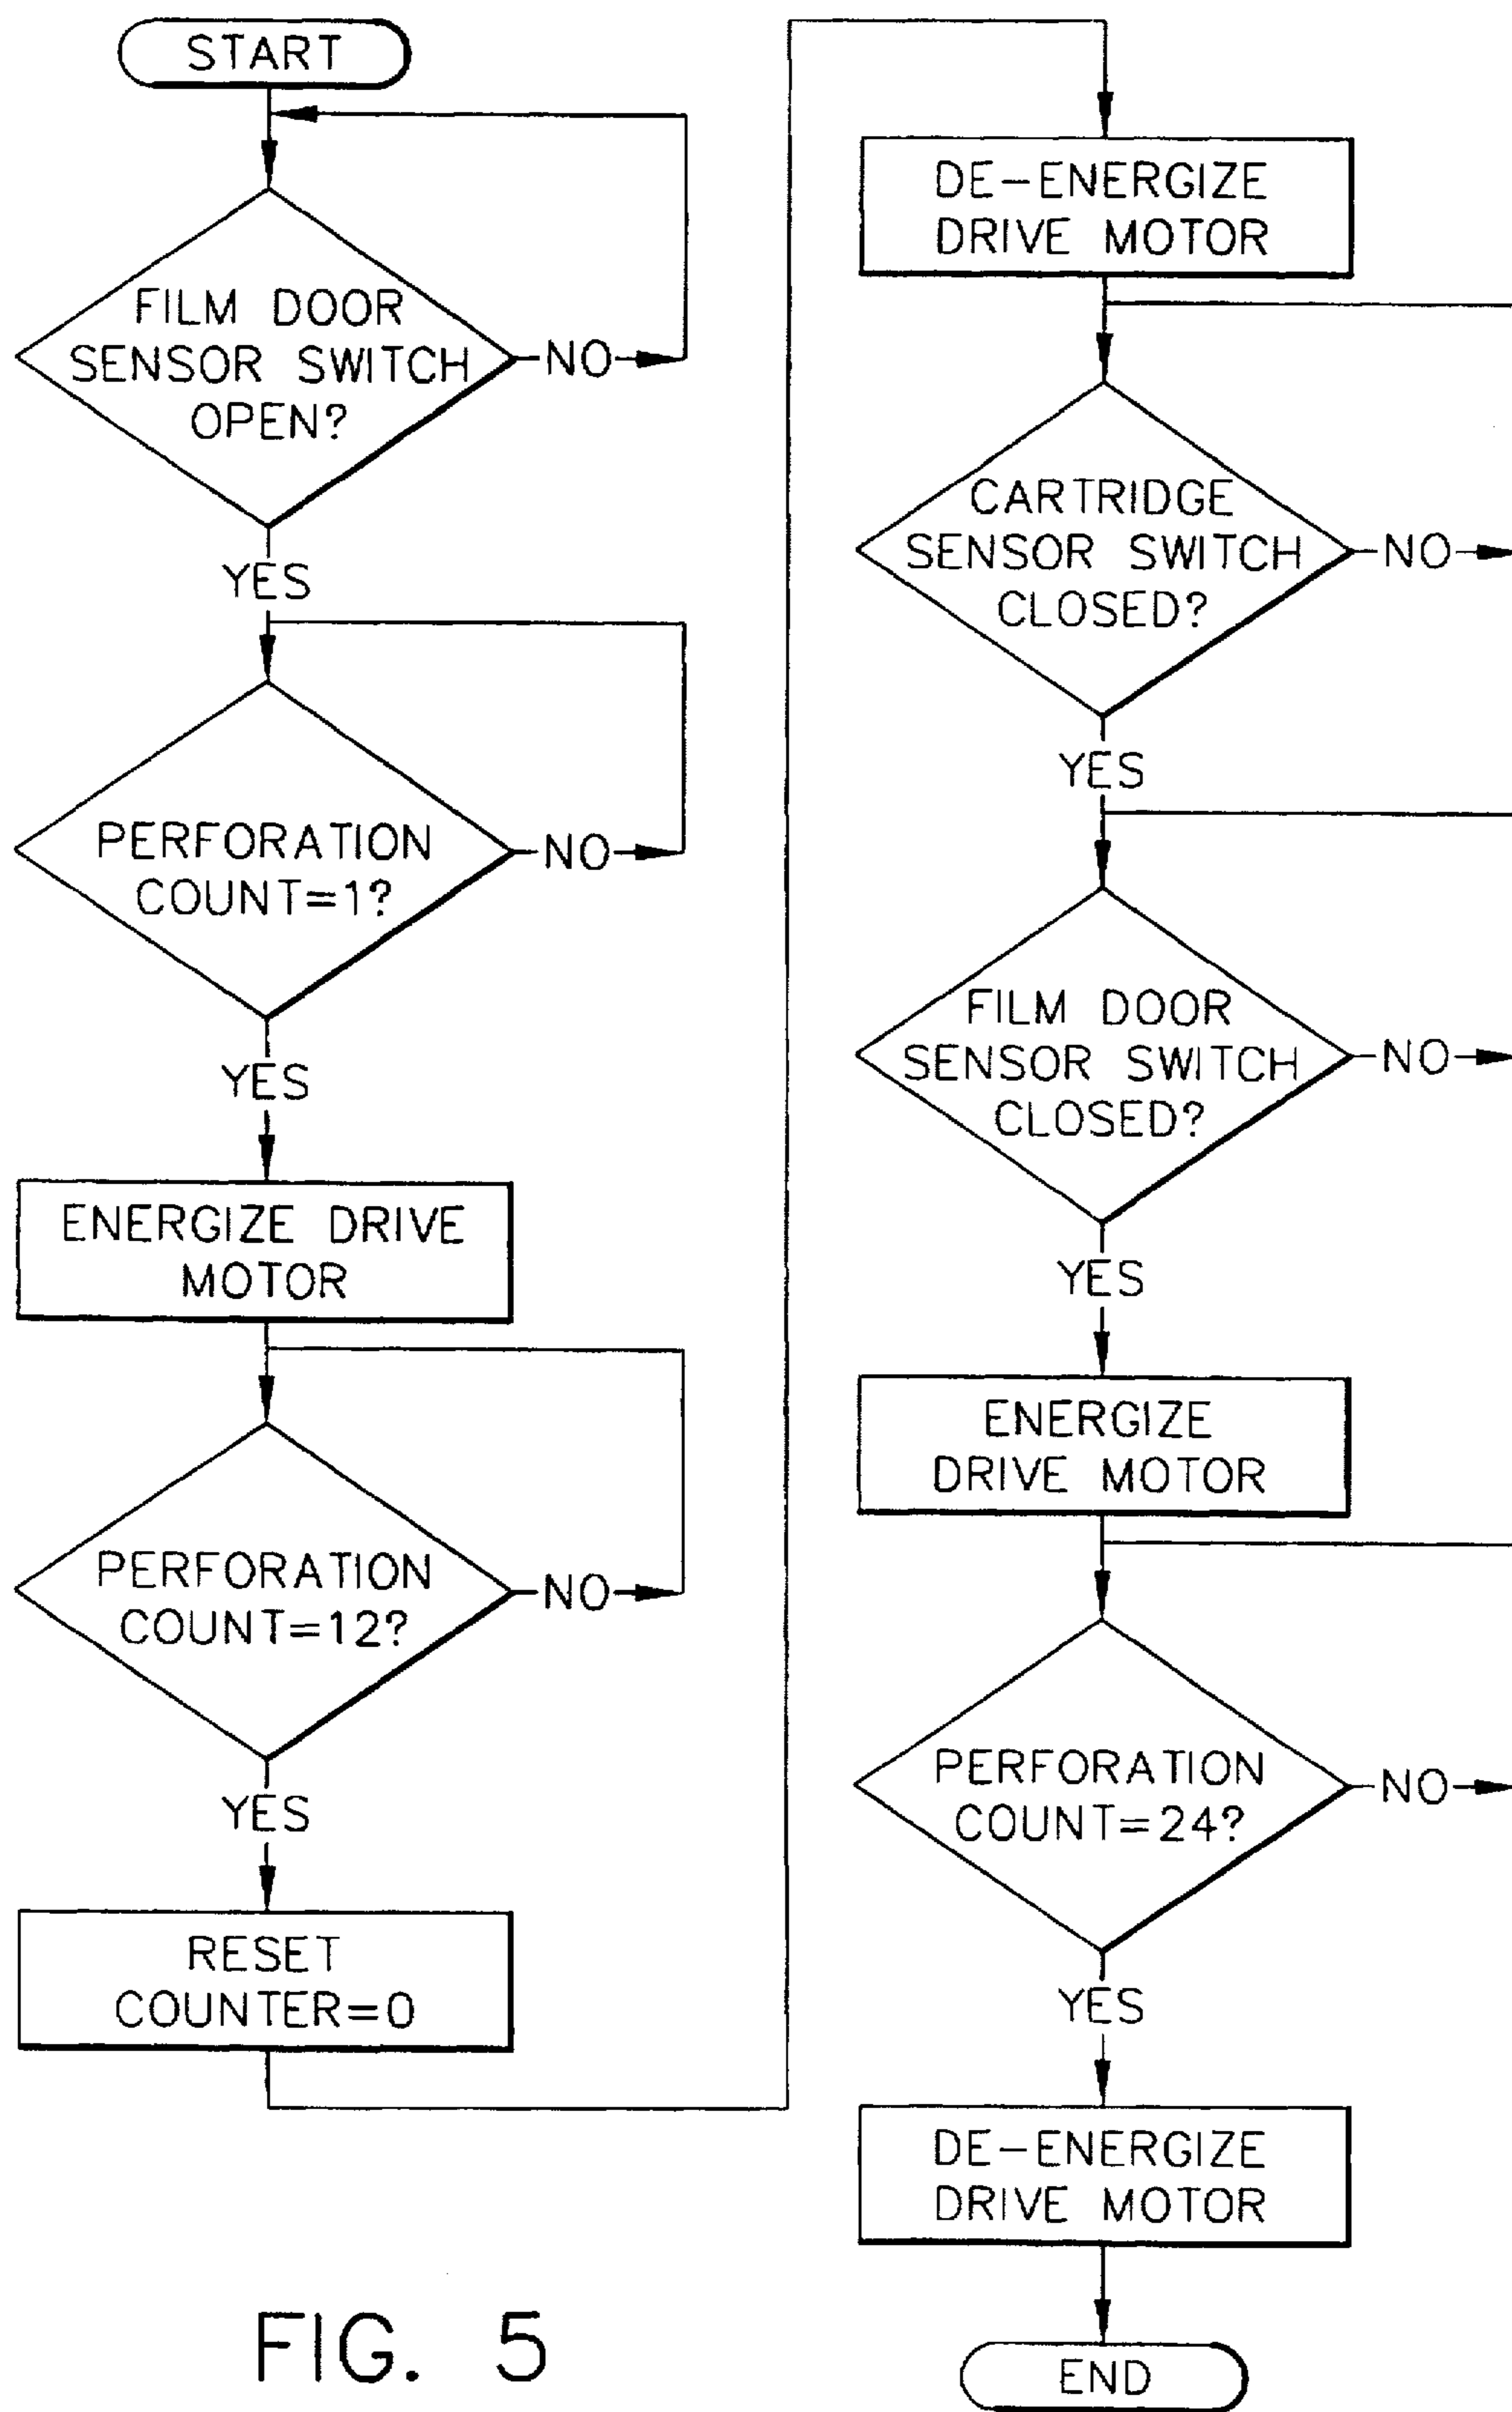 START
FILM DOOR
SENSOR SWITCH
OPEN?
NO
YES
PERFORATION
COUNT=1?
NO
YES
ENERGIZE DRIVE
MOTOR
PERFORATION
COUNT=12?
NO
YES
RESET
COUNTER=0
DE-ENERGIZE
DRIVE MOTOR
CARTRIDGE
SENSOR SWITCH
CLOSED?
NO
YES
FILM DOOR
SENSOR SWITCH
CLOSED?
NO
YES
ENERGIZE
DRIVE MOTOR
PERFORATION
COUNT=24?
NO
YES
DE-ENERGIZE
DRIVE MOTOR
END
FIG. 5